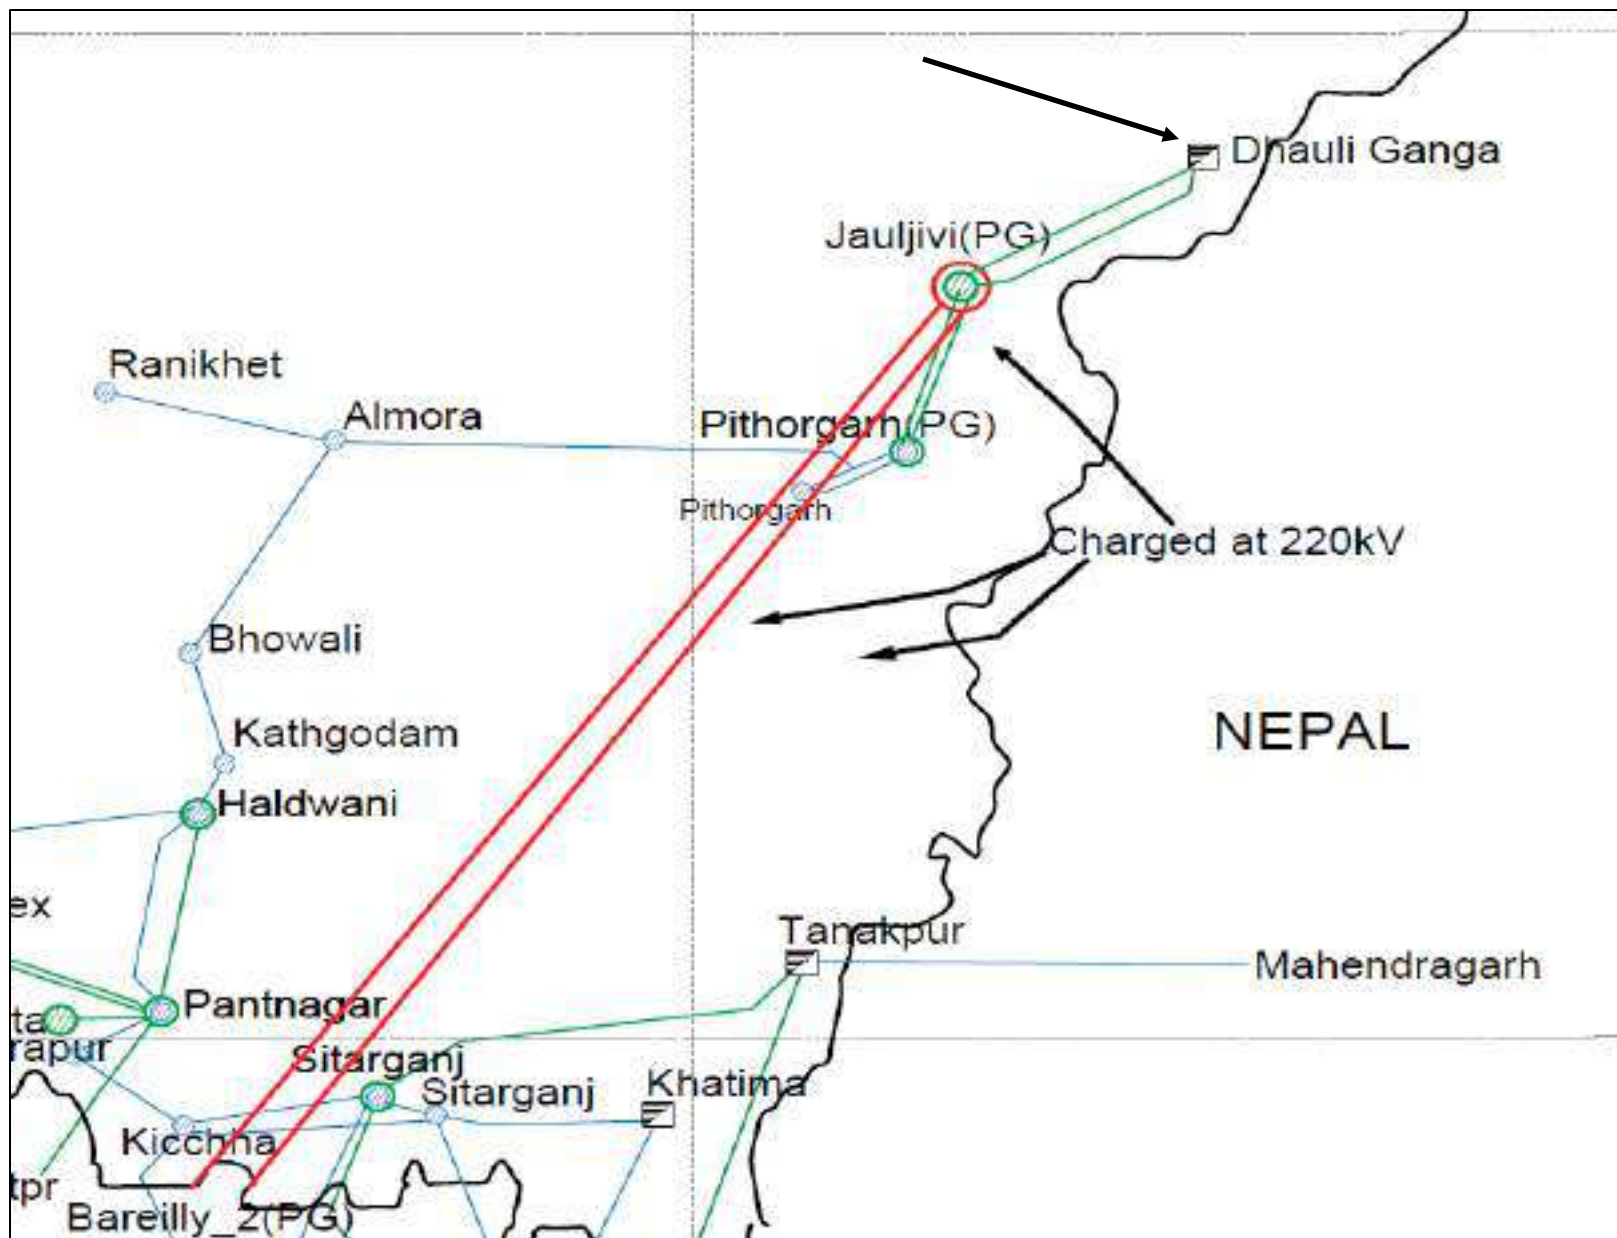 Dhauli Ganga
Jauljivi(PG)
Ranikhet
Almora
Pithorgarh(PG)
Pithorgarh
Charged at 220kV
Bhowali
NEPAL
Kathgodam
Haldwani
ex
Tanakpur
Mahendragarh
Pantnagar
ta
rapur
Sitarganj
Sitarganj
Khatima
Kicchha
tpr
Bareilly_2(PG)